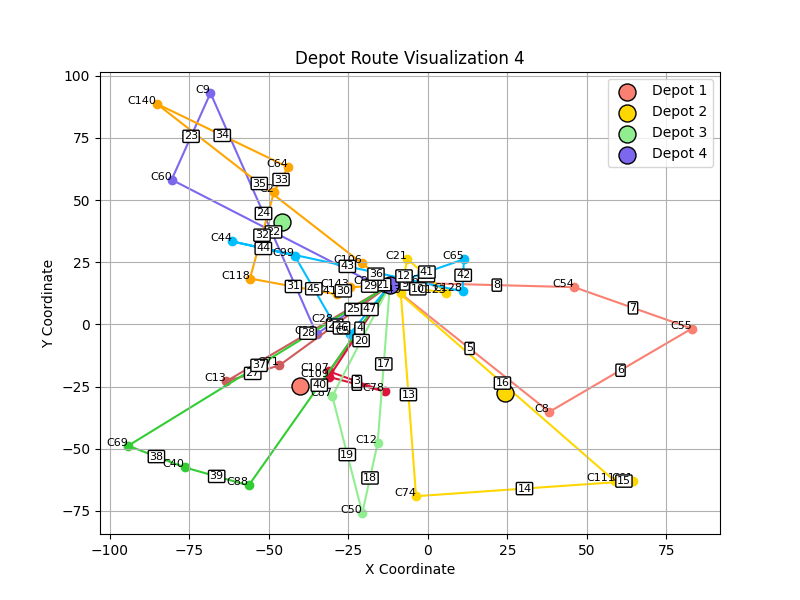 Depot Route Visualization 4
Depot 1
Depot 2
Depot 3
Depot 4
100
75
50
25
0
−25
−50
−75
−100
−75
−50
−25
0
25
50
75
X Coordinate
Y Coordinate
C9
C140
C60
C64
C44
C99
C106
C21
C65
C118
C143
C128
C54
C55
C8
C28
C13
C107
C109
C78
C12
C69
C40
C88
C50
C74
23
34
33
35
24
32
44
43
36
12
41
42
31
45
30
29
8
7
6
5
25
47
4
20
28
37
27
3
40
17
13
16
38
39
19
18
14
15